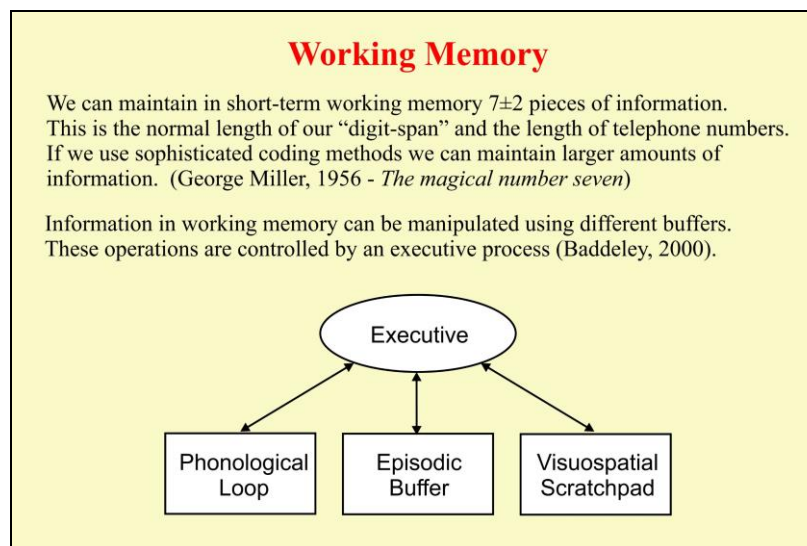 Working Memory
We can maintain in short-term working memory 7±2 pieces of information.
This is the normal length of our “digit-span” and the length of telephone numbers.
If we use sophisticated coding methods we can maintain larger amounts of
information. (George Miller, 1956 - The magical number seven)
Information in working memory can be manipulated using different buffers.
These operations are controlled by an executive process (Baddeley, 2000).
Executive
Phonological
Loop
Episodic
Buffer
Visuospatial
Scratchpad